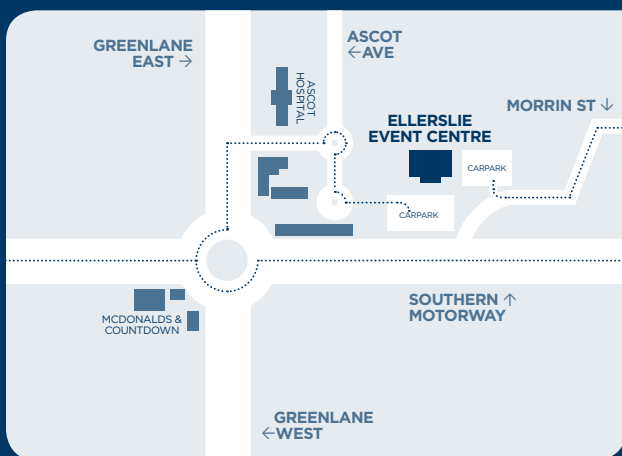 GREENLANE
EAST →
ASCOT
←AVE
ASCOT
HOSPITAL
MORRIN ST ↓
ELLERSLIE
EVENT CENTRE
CARPARK
CARPARK
SOUTHERN ↑
MOTORWAY
MCDONALDS &
COUNTDOWN
GREENLANE
←WEST